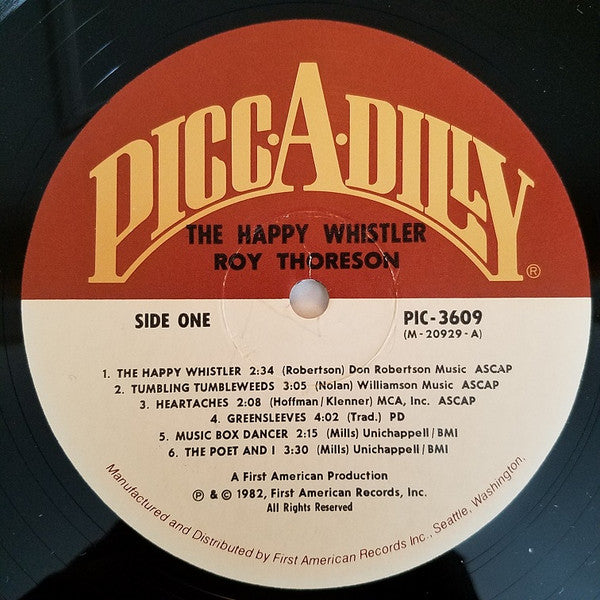 PICC·A·DILLY®
THE HAPPY WHISTLER
ROY THORESON
SIDE ONE
PIC-3609
(M-20929-A)
1. THE HAPPY WHISTLER 2:34 (Robertson) Don Robertson Music ASCAP
2. TUMBLING TUMBLEWEEDS 3:05 (Nolan) Williamson Music ASCAP
3. HEARTACHES 2:08 (Hoffman/Klenner) MCA, Inc. ASCAP
4. GREENSLEEVES 4:02 (Trad.) PD
5. MUSIC BOX DANCER 2:15 (Mills) Unichappell/BMI
6. THE POET AND I 3:30 (Mills) Unichappell/BMI
A First American Production
℗ & © 1982, First American Records, Inc.
All Rights Reserved
Manufactured and Distributed by First American Records Inc., Seattle, Washington,